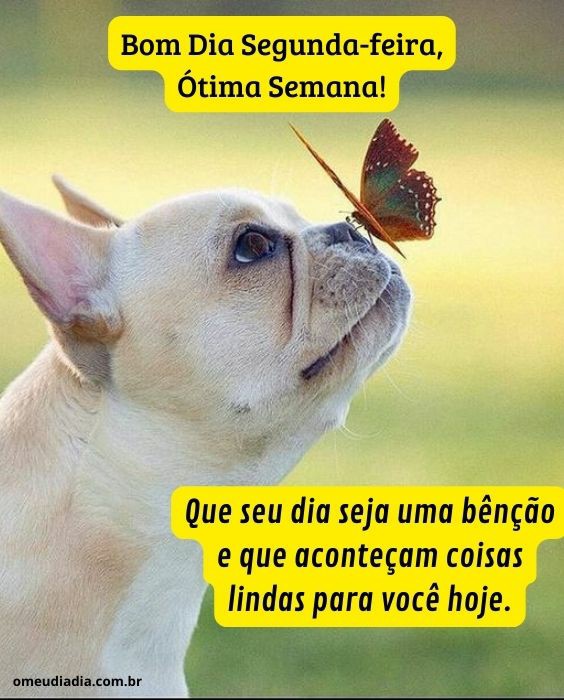 Bom Dia Segunda-feira,
Ótima Semana!
Que seu dia seja uma bênção
e que aconteçam coisas
lindas para você hoje.
omeudiadia.com.br